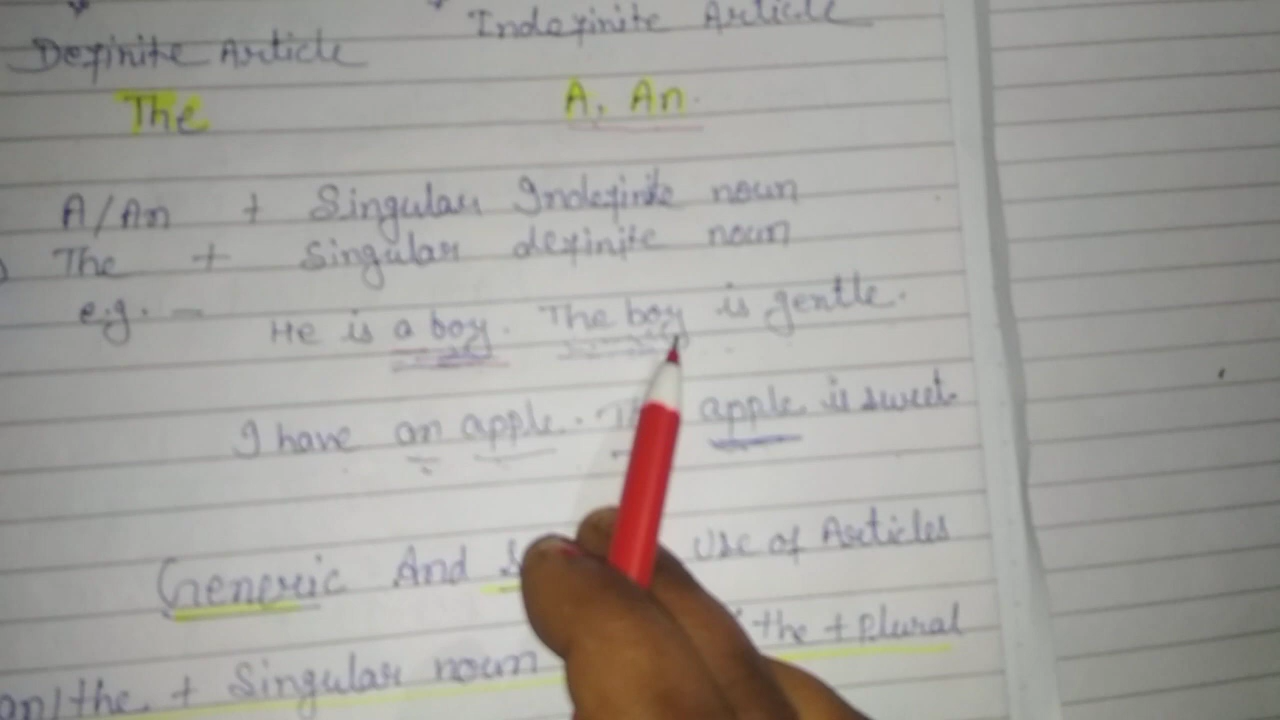 Definite Article Indefinite Article
The A, An.
A/An + Singular Indefinite noun
The + Singular definite noun
e.g. - He is a boy. The boy is gentle.
I have an apple. apple is sweet.
Generic And Use of Articles
an/the + Singular noun the + Plural